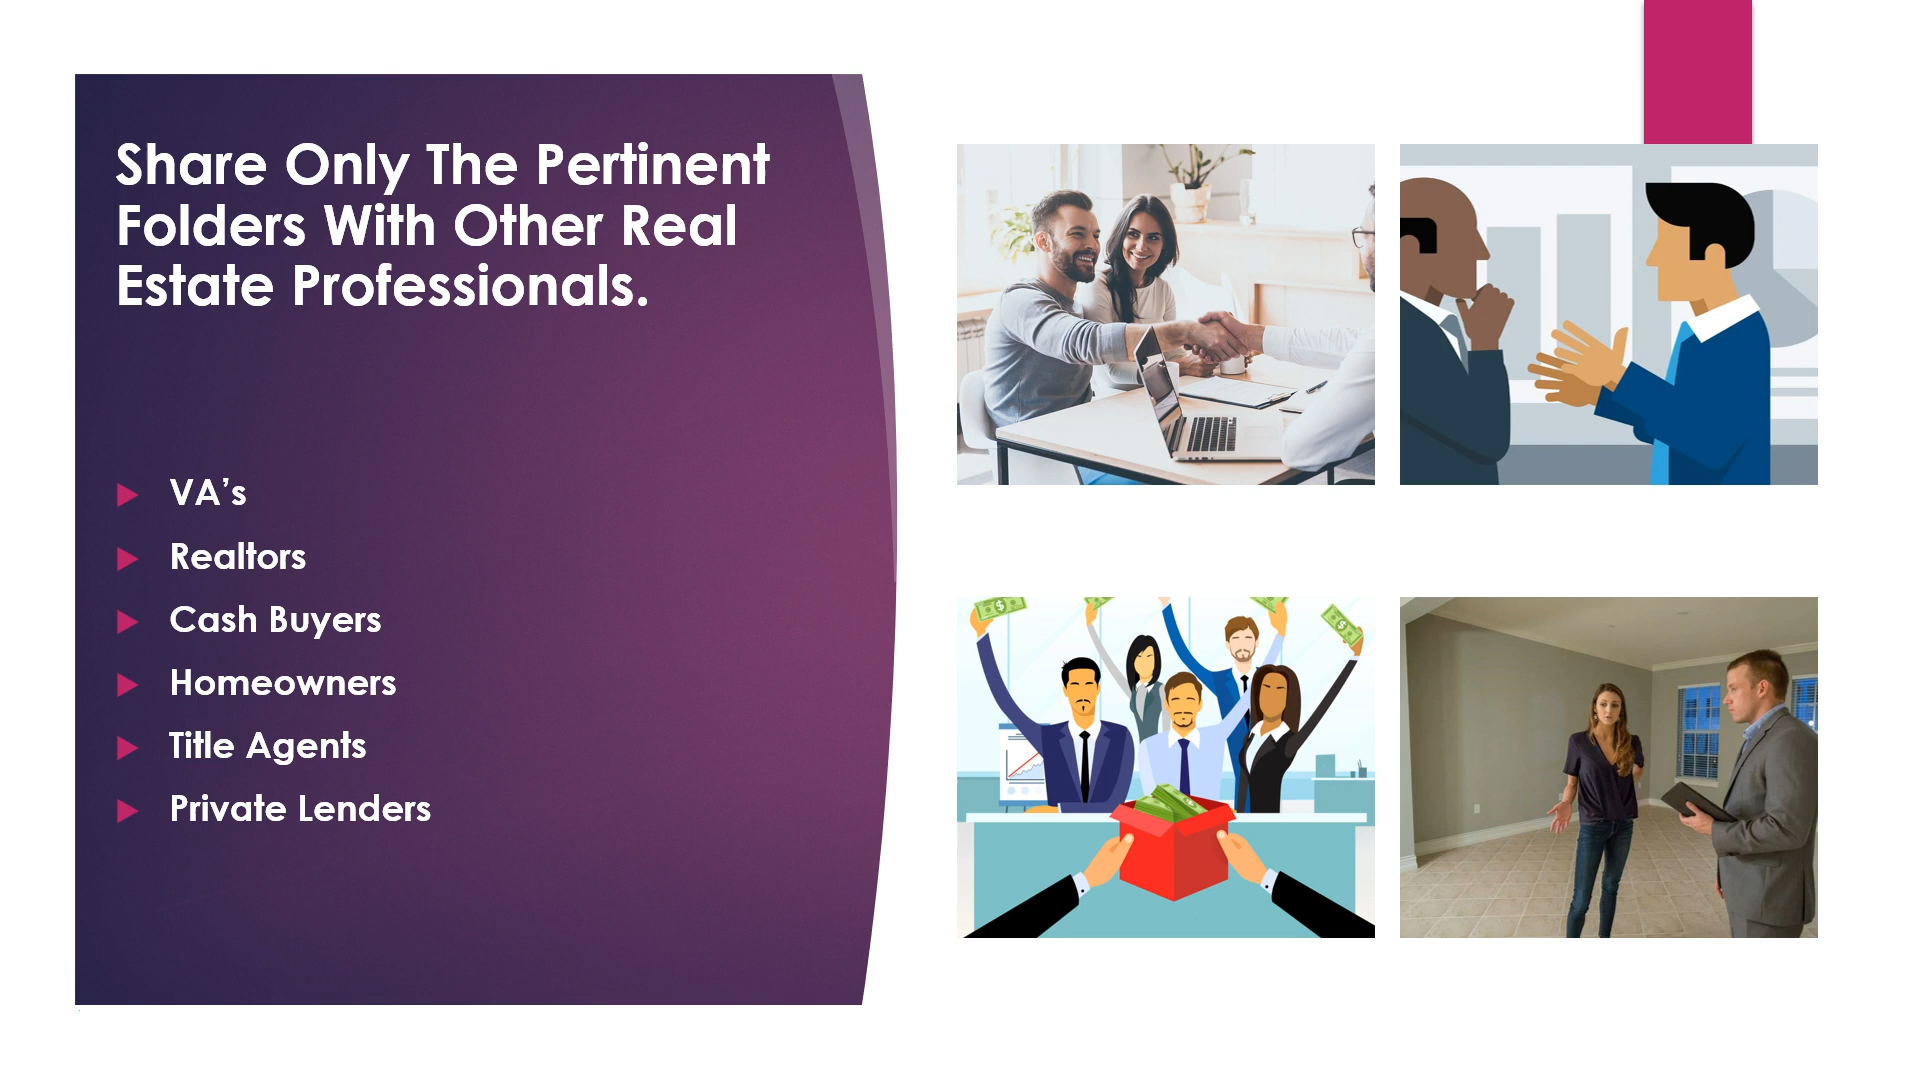 Share Only The Pertinent
Folders With Other Real
Estate Professionals.
VA’s
Realtors
Cash Buyers
Homeowners
Title Agents
Private Lenders